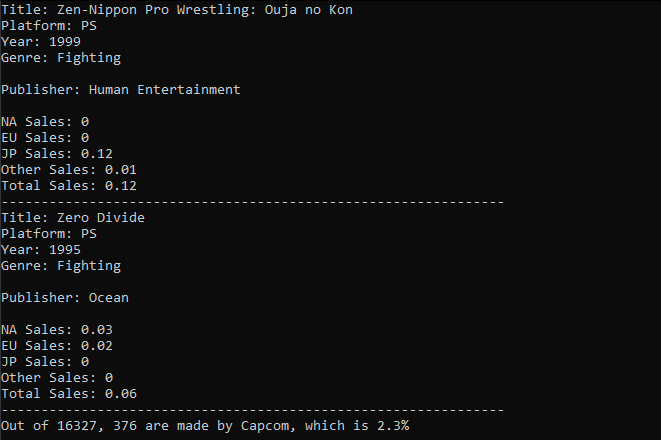 Title: Zen-Nippon Pro Wrestling: Ouja no Kon
Platform: PS
Year: 1999
Genre: Fighting
Publisher: Human Entertainment
NA Sales: 0
EU Sales: 0
JP Sales: 0.12
Other Sales: 0.01
Total Sales: 0.12
---------------------------------------------------------------
Title: Zero Divide
Platform: PS
Year: 1995
Genre: Fighting
Publisher: Ocean
NA Sales: 0.03
EU Sales: 0.02
JP Sales: 0
Other Sales: 0
Total Sales: 0.06
---------------------------------------------------------------
Out of 16327, 376 are made by Capcom, which is 2.3%